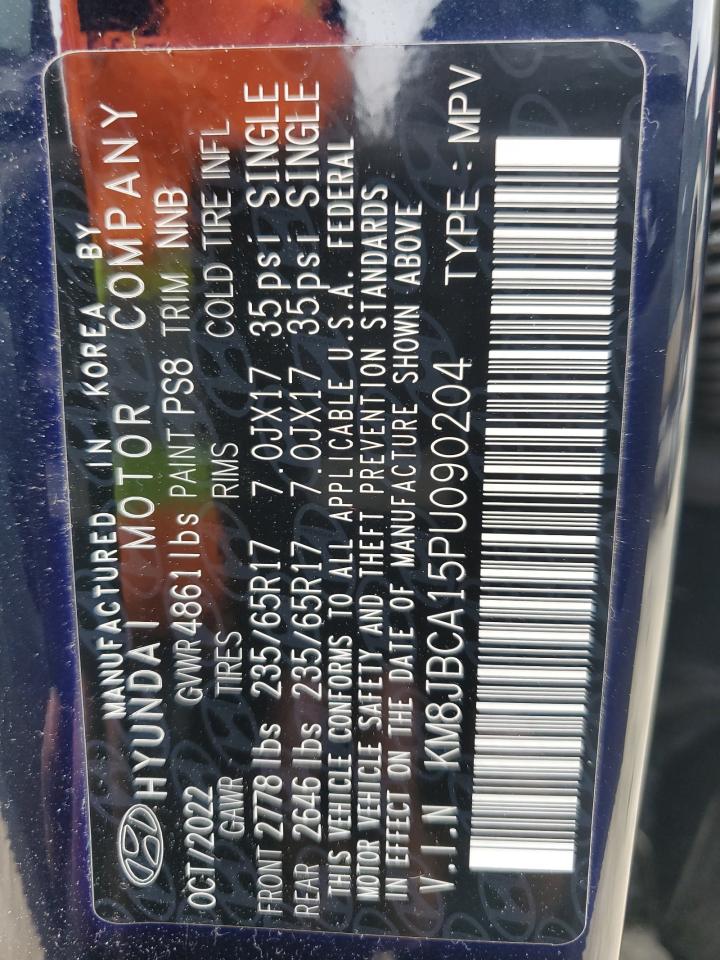 MANUFACTURED IN KOREA BY
HYUNDAI MOTOR COMPANY
OCT/2022 GVWR4861lbs PAINT PS8 TRIM NNB
GAWR TIRES RIMS COLD TIRE INFL
FRONT 2778 lbs 235/65R17 7.0JX17 35psi SINGLE
REAR 2646 lbs 235/65R17 7.0JX17 35psi SINGLE
THIS VEHICLE CONFORMS TO ALL APPLICABLE U.S.A. FEDERAL
MOTOR VEHICLE SAFETY AND THEFT PREVENTION STANDARDS
IN EFFECT ON THE DATE OF MANUFACTURE SHOWN ABOVE
V.I.N KM8JBCA15PU090204 TYPE : MPV